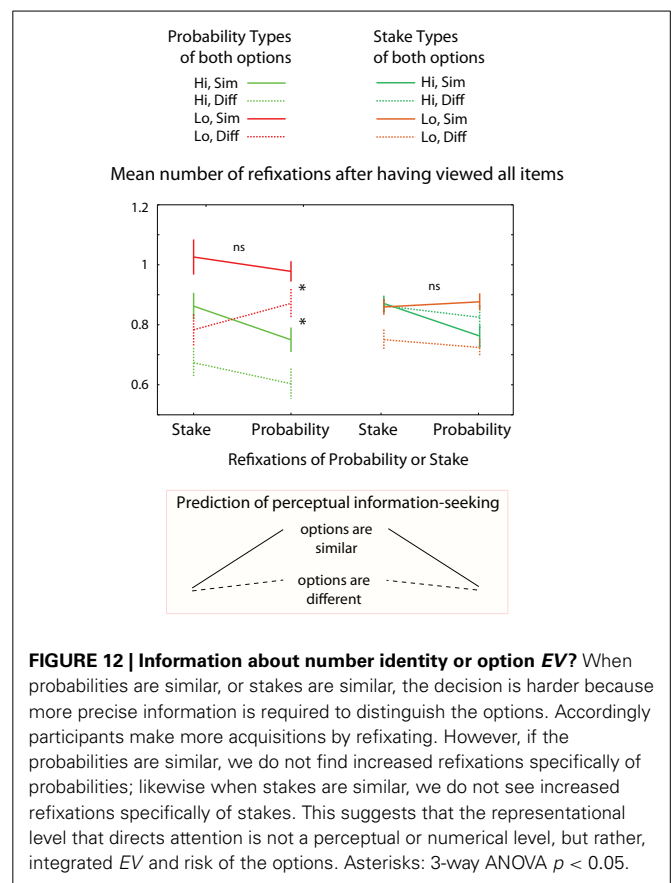 Probability Types
of both options
Hi, Sim
Hi, Diff
Lo, Sim
Lo, Diff
Stake Types
of both options
Hi, Sim
Hi, Diff
Lo, Sim
Lo, Diff
Mean number of refixations after having viewed all items
1.2
1
0.8
0.6
ns
*
*
ns
Stake Probability Stake Probability
Refixations of Probability or Stake
Prediction of perceptual information-seeking
options are
similar
options are
different
FIGURE 12 | Information about number identity or option EV? When
probabilities are similar, or stakes are similar, the decision is harder because
more precise information is required to distinguish the options. Accordingly
participants make more acquisitions by refixating. However, if the
probabilities are similar, we do not find increased refixations specifically of
probabilities; likewise when stakes are similar, we do not see increased
refixations specifically of stakes. This suggests that the representational
level that directs attention is not a perceptual or numerical level, but rather,
integrated EV and risk of the options. Asterisks: 3-way ANOVA p < 0.05.